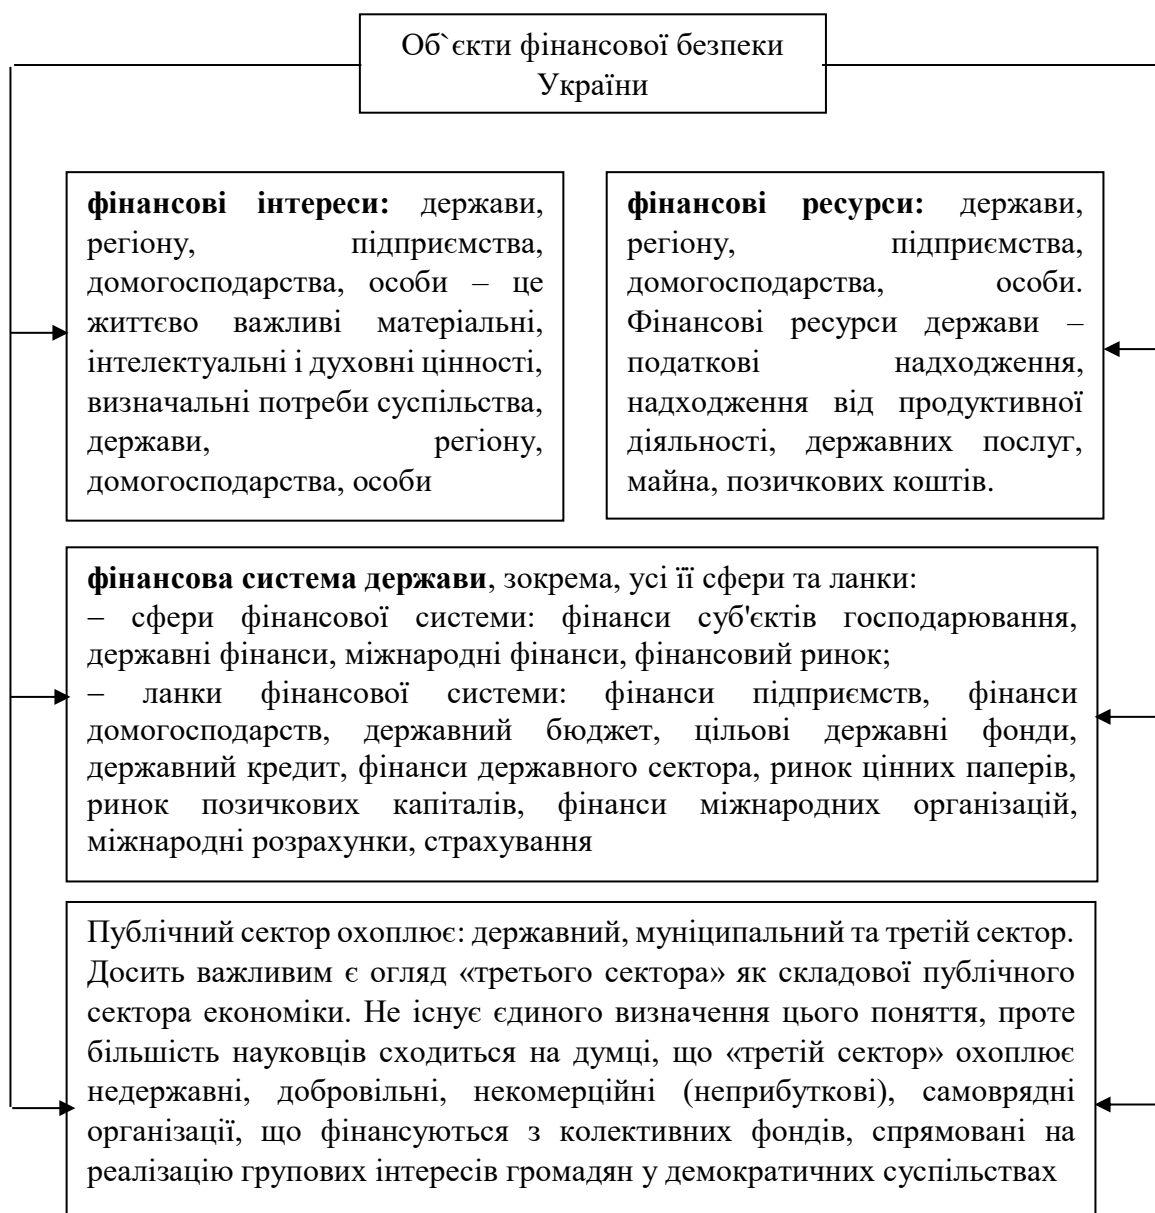 Об`єкти фінансової безпеки
України
фінансові інтереси: держави,
регіону, підприємства,
домогосподарства, особи – це
життєво важливі матеріальні,
інтелектуальні і духовні цінності,
визначальні потреби суспільства,
держави, регіону,
домогосподарства, особи
фінансові ресурси: держави,
регіону, підприємства,
домогосподарства, особи.
Фінансові ресурси держави –
податкові надходження,
надходження від продуктивної
діяльності, державних послуг,
майна, позичкових коштів.
фінансова система держави, зокрема, усі її сфери та ланки:
– сфери фінансової системи: фінанси суб'єктів господарювання,
державні фінанси, міжнародні фінанси, фінансовий ринок;
– ланки фінансової системи: фінанси підприємств, фінанси
домогосподарств, державний бюджет, цільові державні фонди,
державний кредит, фінанси державного сектора, ринок цінних паперів,
ринок позичкових капіталів, фінанси міжнародних організацій,
міжнародні розрахунки, страхування
Публічний сектор охоплює: державний, муніципальний та третій сектор.
Досить важливим є огляд «третього сектора» як складової публічного
сектора економіки. Не існує єдиного визначення цього поняття, проте
більшість науковців сходиться на думці, що «третій сектор» охоплює
недержавні, добровільні, некомерційні (неприбуткові), самоврядні
організації, що фінансуються з колективних фондів, спрямовані на
реалізацію групових інтересів громадян у демократичних суспільствах